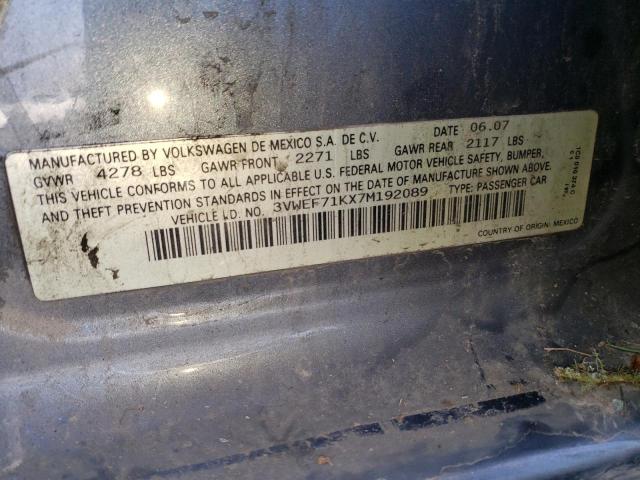 MANUFACTURED BY VOLKSWAGEN DE MEXICO S.A. DE C.V. DATE 06.07
GVWR 4278 LBS GAWR FRONT 2271 LBS GAWR REAR 2117 LBS
THIS VEHICLE CONFORMS TO ALL APPLICABLE U.S. FEDERAL MOTOR VEHICLE SAFETY, BUMPER,
AND THEFT PREVENTION STANDARDS IN EFFECT ON THE DATE OF MANUFACTURE SHOWN ABOVE.
VEHICLE I.D. NO. 3VWEF71KX7M192089 TYPE: PASSENGER CAR
COUNTRY OF ORIGIN: MEXICO